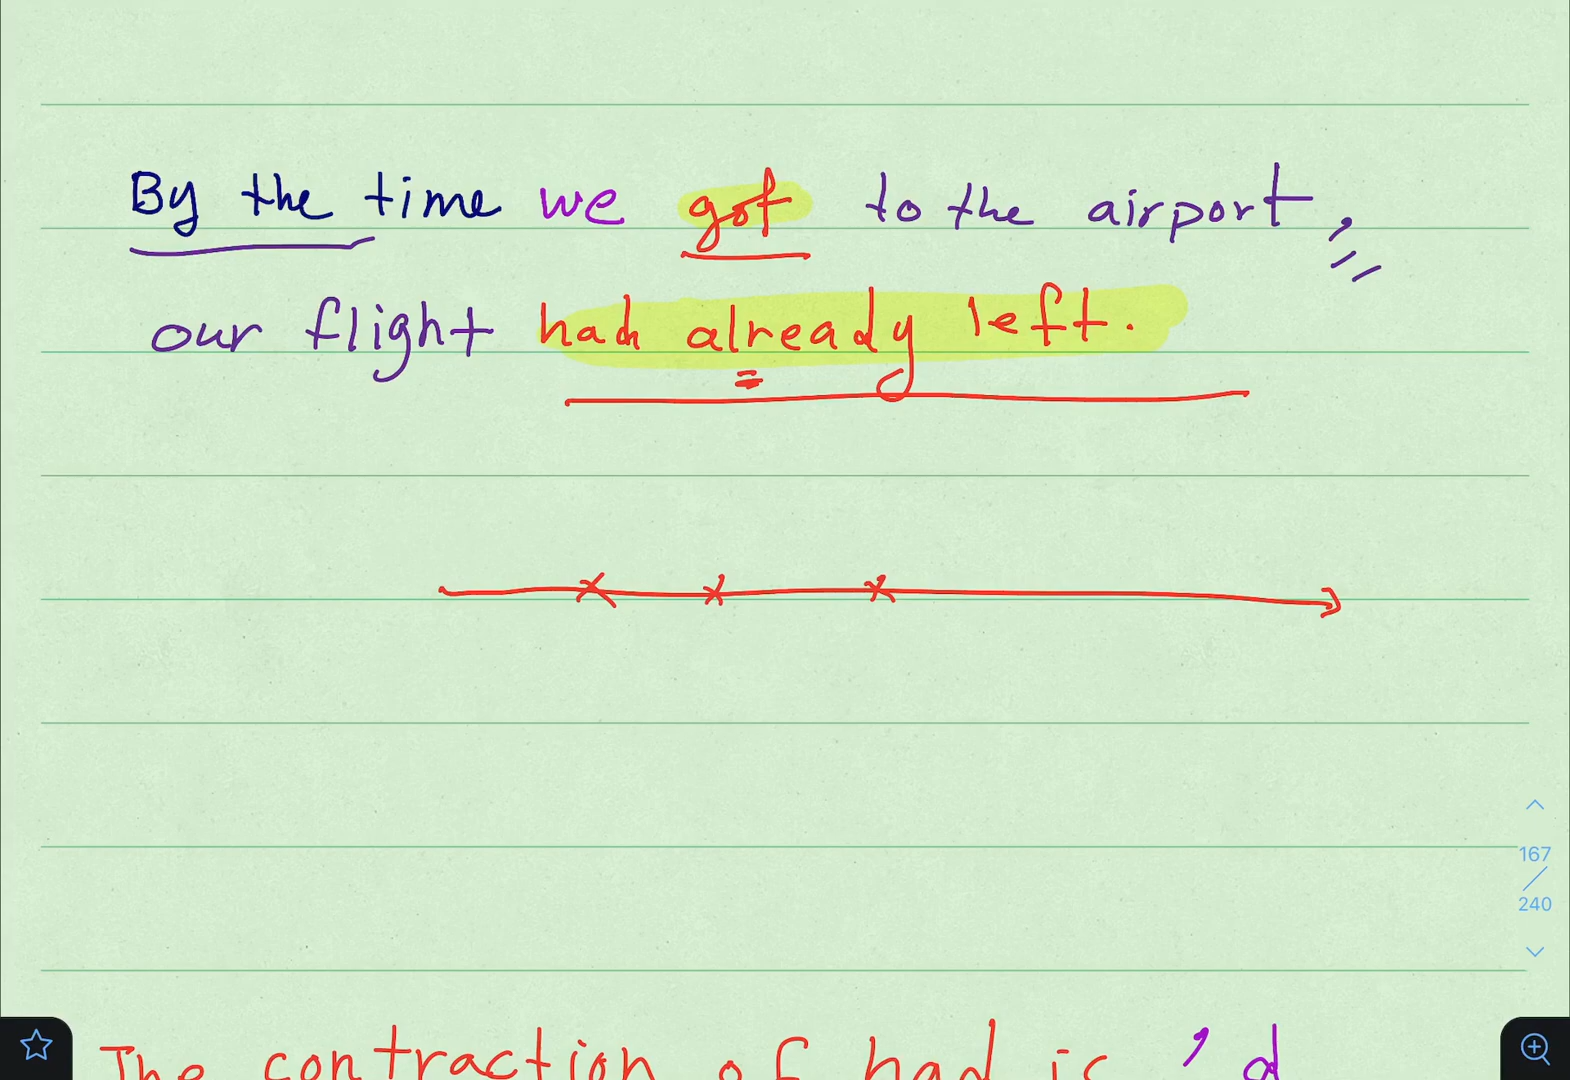 By the time we got to the airport,
our flight had already left.
The contraction of had is 'd
167
240